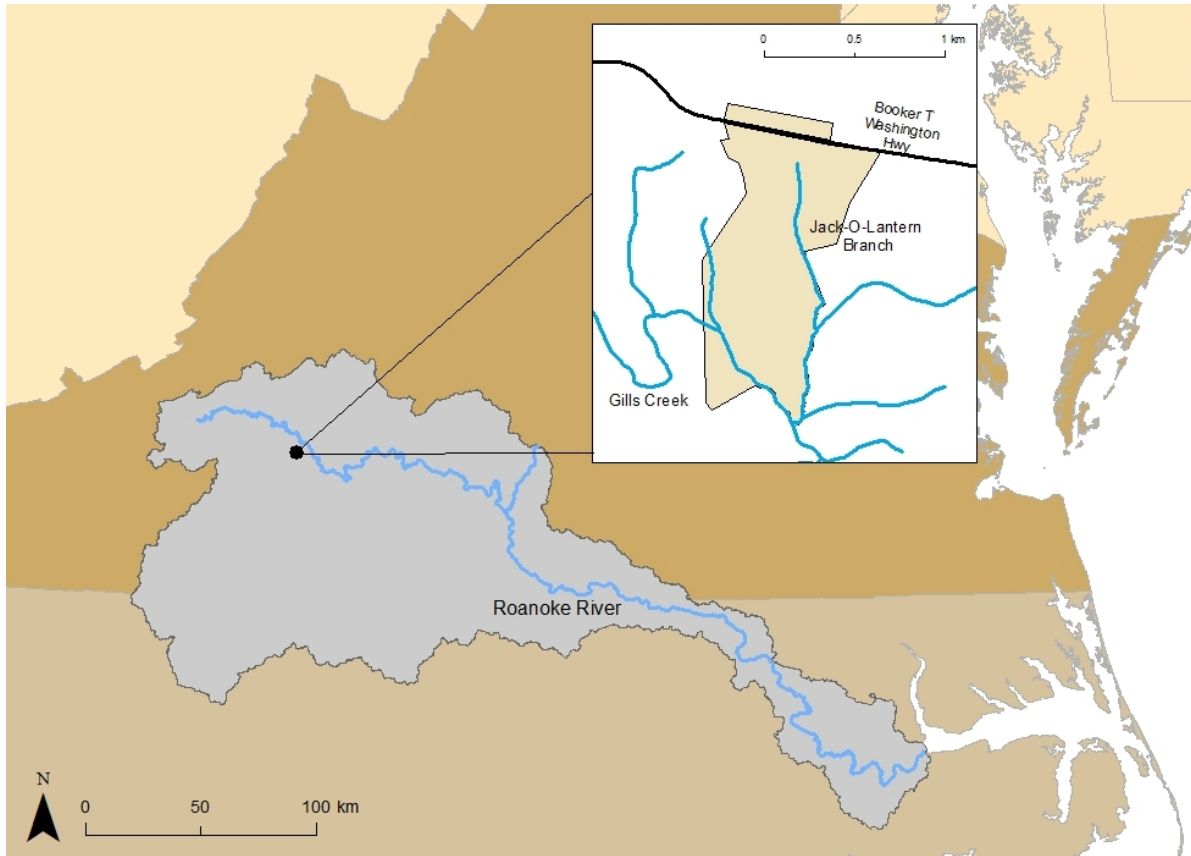 0 0.5 1 km
Booker T
Washington
Hwy
Jack-O-Lantern
Branch
Gills Creek
Roanoke River
N
0 50 100 km